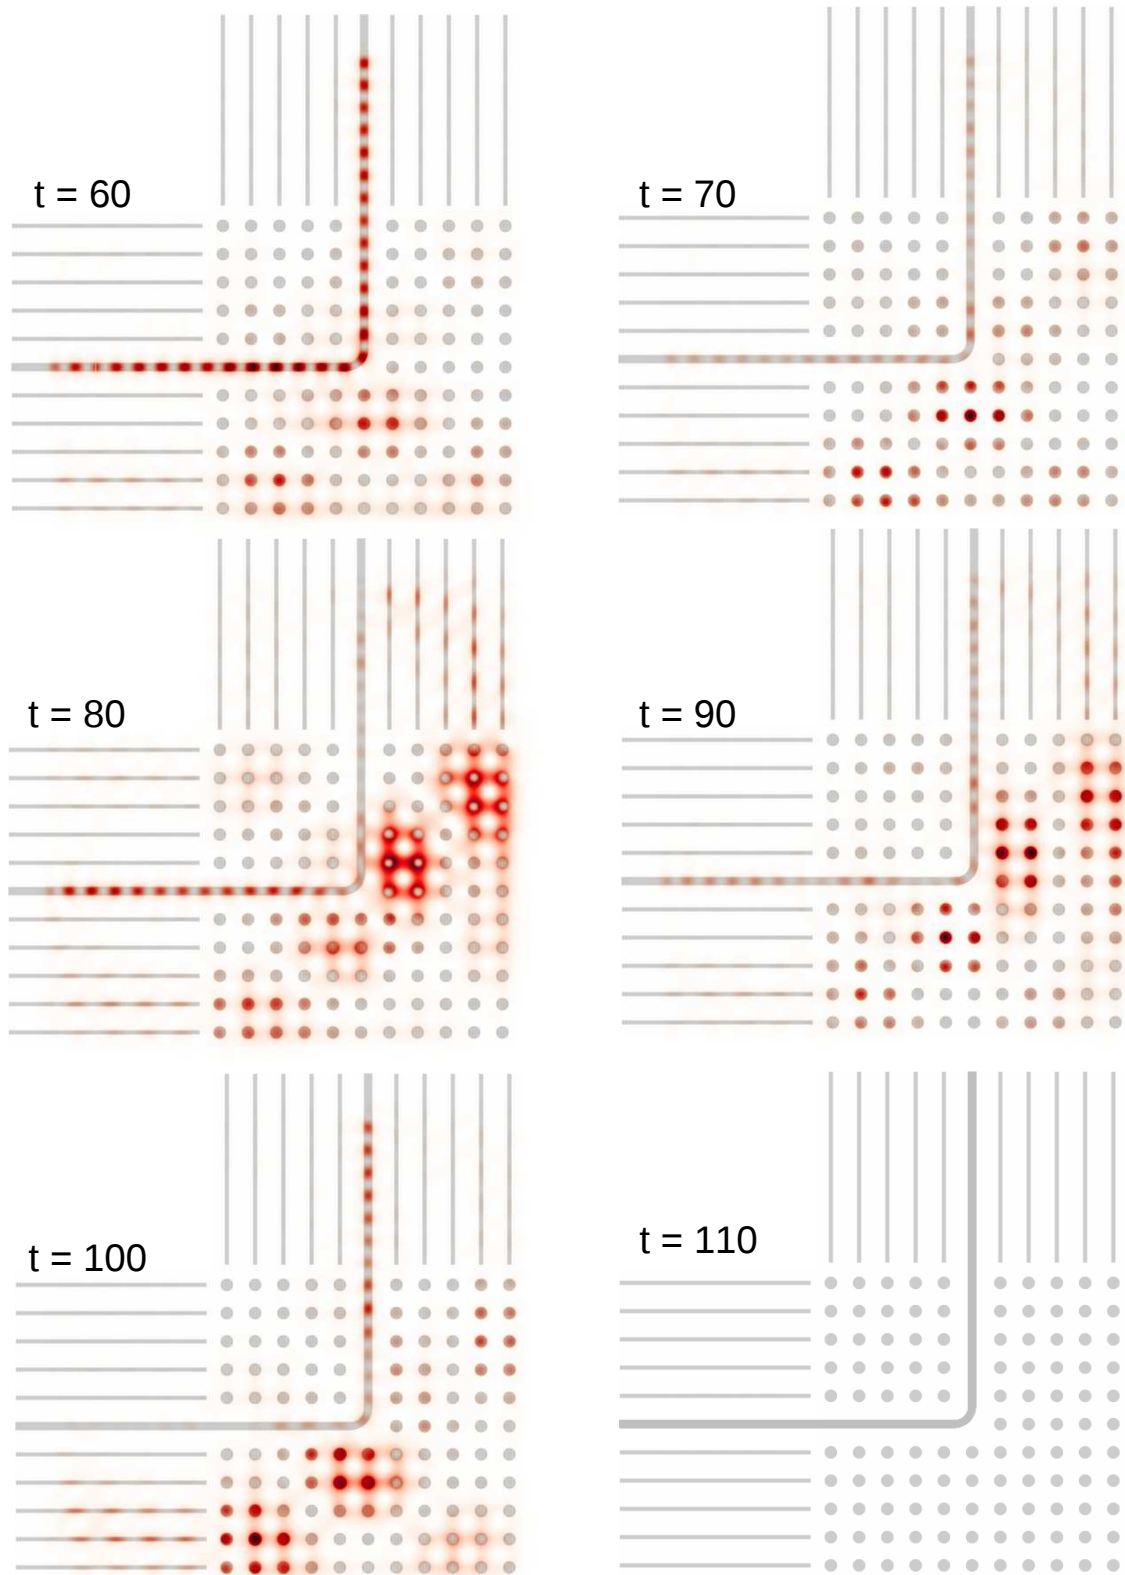 t = 60
t = 70
t = 80
t = 90
t = 100
t = 110